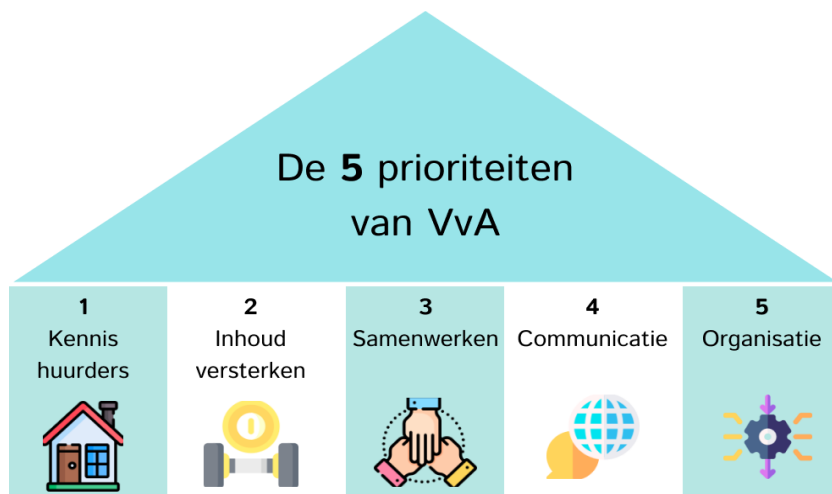 De 5 prioriteiten
van VvA
1
Kennis
huurders
2
Inhoud
versterken
3
Samenwerken
4
Communicatie
5
Organisatie